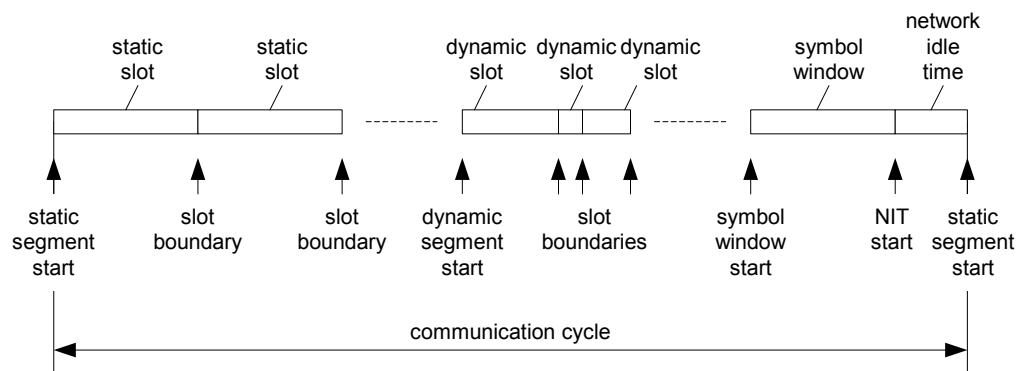 static
slot
static
slot
dynamic
slot
dynamic
slot
dynamic
slot
symbol
window
network
idle
time
static
segment
start
slot
boundary
slot
boundary
dynamic
segment
start
slot
boundaries
symbol
window
start
NIT
start
static
segment
start
communication cycle